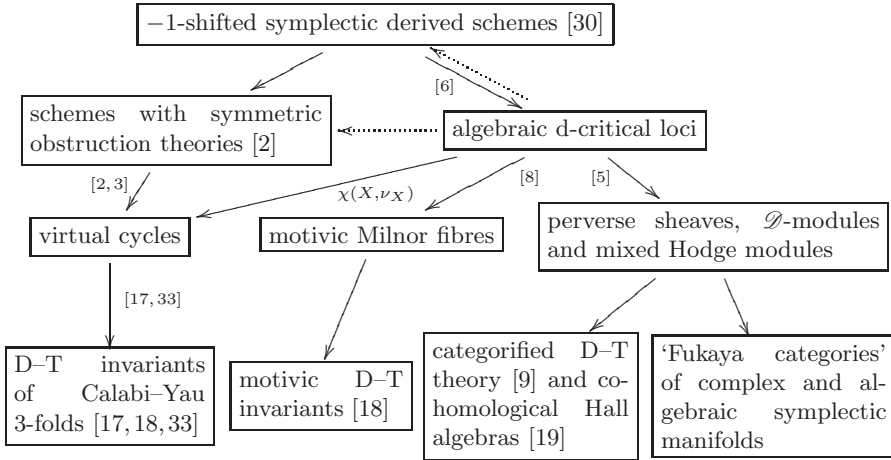 −1-shifted symplectic derived schemes [30]
[6]
schemes with symmetric
obstruction theories [2]
algebraic d-critical loci
[2, 3]
χ(X,ν_X)
[8]
[5]
virtual cycles
motivic Milnor fibres
perverse sheaves, 𝒟-modules
and mixed Hodge modules
[17, 33]
D–T invariants
of Calabi–Yau
3-folds [17, 18, 33]
motivic D–T
invariants [18]
categorified D–T
theory [9] and co-
homological Hall
algebras [19]
‘Fukaya categories’
of complex and al-
gebraic symplectic
manifolds